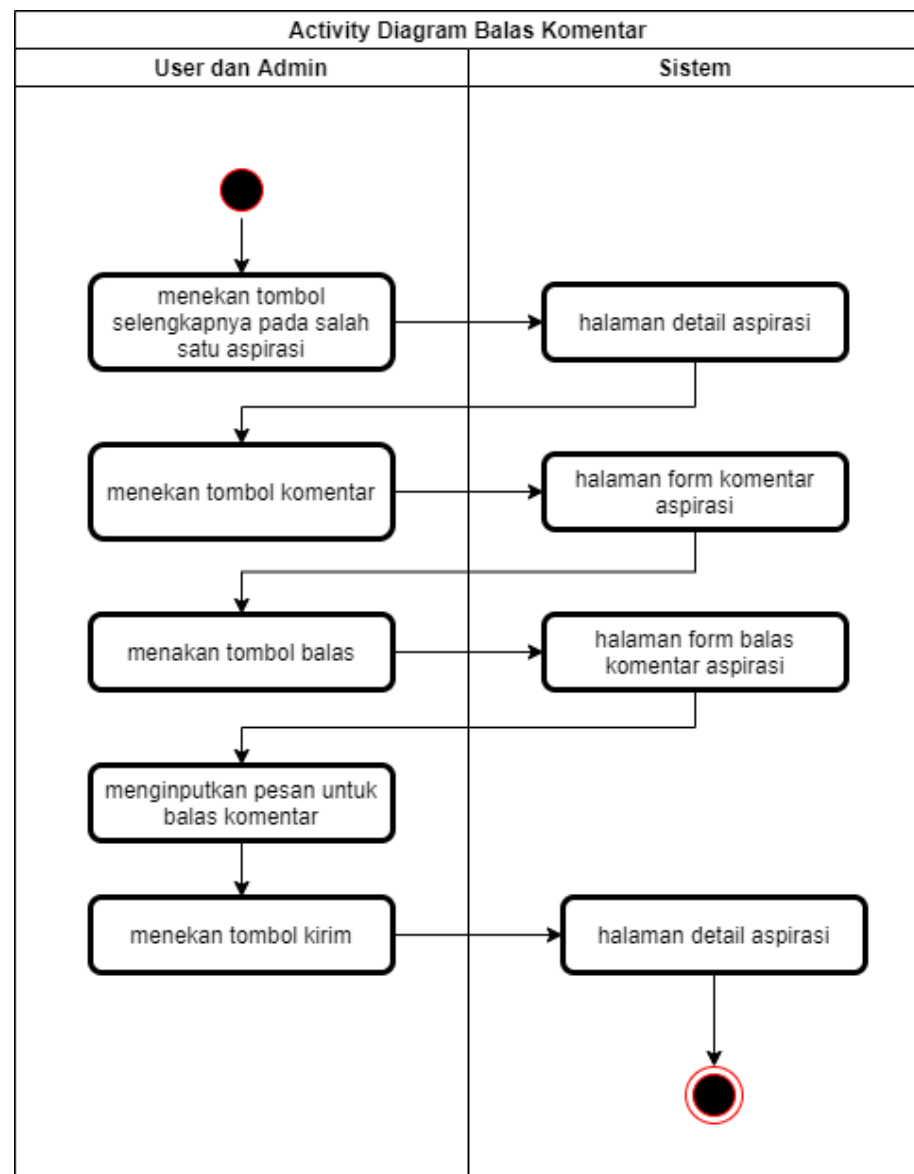 Activity Diagram Balas Komentar
User dan Admin
Sistem
menekan tombol
selengkapnya pada salah
satu aspirasi
halaman detail aspirasi
menekan tombol komentar
halaman form komentar
aspirasi
menakan tombol balas
halaman form balas
komentar aspirasi
menginputkan pesan untuk
balas komentar
menekan tombol kirim
halaman detail aspirasi